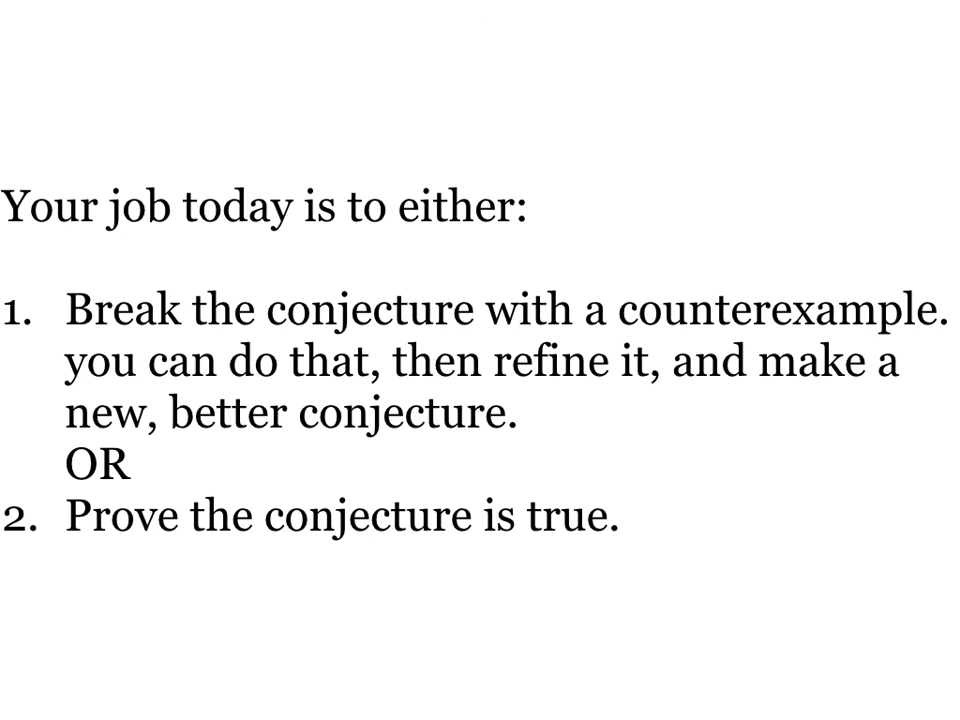 Your job today is to either:
1. Break the conjecture with a counterexample.
you can do that, then refine it, and make a
new, better conjecture.
OR
2. Prove the conjecture is true.